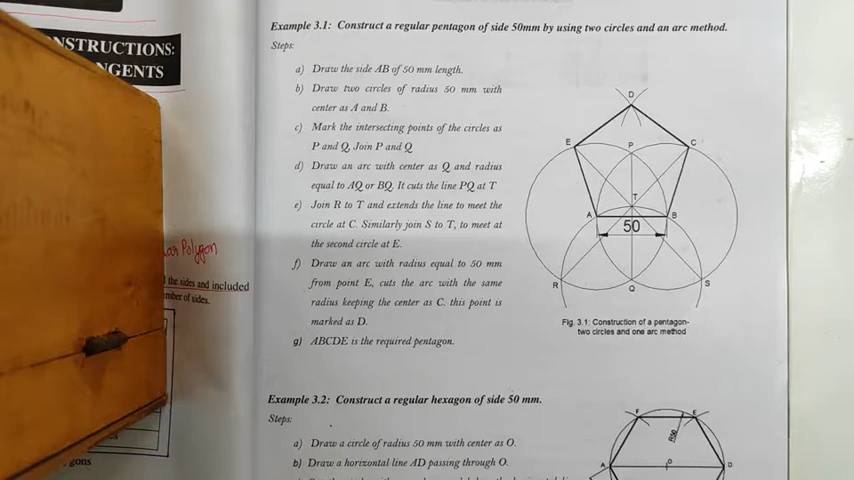 NSTRUCTIONS:
NGENTS
ar Polygon
the sides and included
mber of sides.
gons
Example 3.1: Construct a regular pentagon of side 50mm by using two circles and an arc method.
Steps:
a) Draw the side AB of 50 mm length.
b) Draw two circles of radius 50 mm with
center as A and B.
c) Mark the intersecting points of the circles as
P and Q, Join P and Q
d) Draw an arc with center as Q and radius
equal to AQ or BQ. It cuts the line PQ at T
e) Join R to T and extends the line to meet the
circle at C. Similarly join S to T, to meet at
the second circle at E.
f) Draw an arc with radius equal to 50 mm
from point E, cuts the arc with the same
radius keeping the center as C. this point is
marked as D.
g) ABCDE is the required pentagon.
D
E
P
C
T
A
B
50
R
Q
S
Fig. 3.1: Construction of a pentagon-
two circles and one arc method
Example 3.2: Construct a regular hexagon of side 50 mm.
Steps:
a) Draw a circle of radius 50 mm with center as O.
b) Draw a horizontal line AD passing through O.
F
E
R50
A
O
D